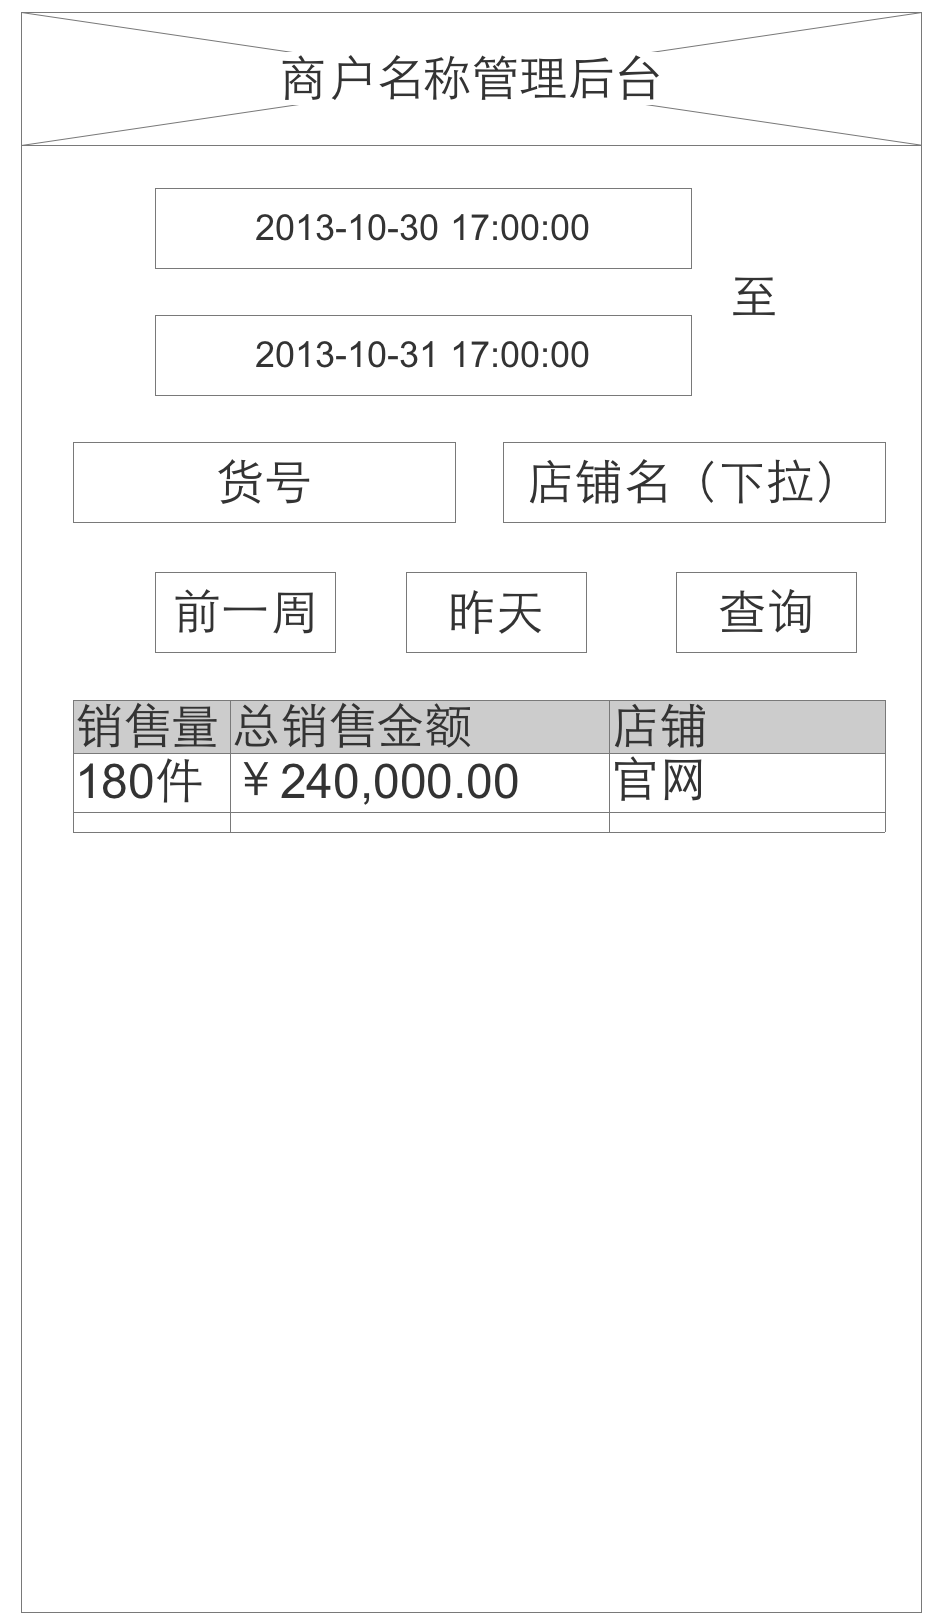 商户名称管理后台
2013-10-30 17:00:00
至
2013-10-31 17:00:00
货号 店铺名（下拉）
前一周 昨天 查询
销售量 总销售金额 店铺
180件 ￥240,000.00 官网